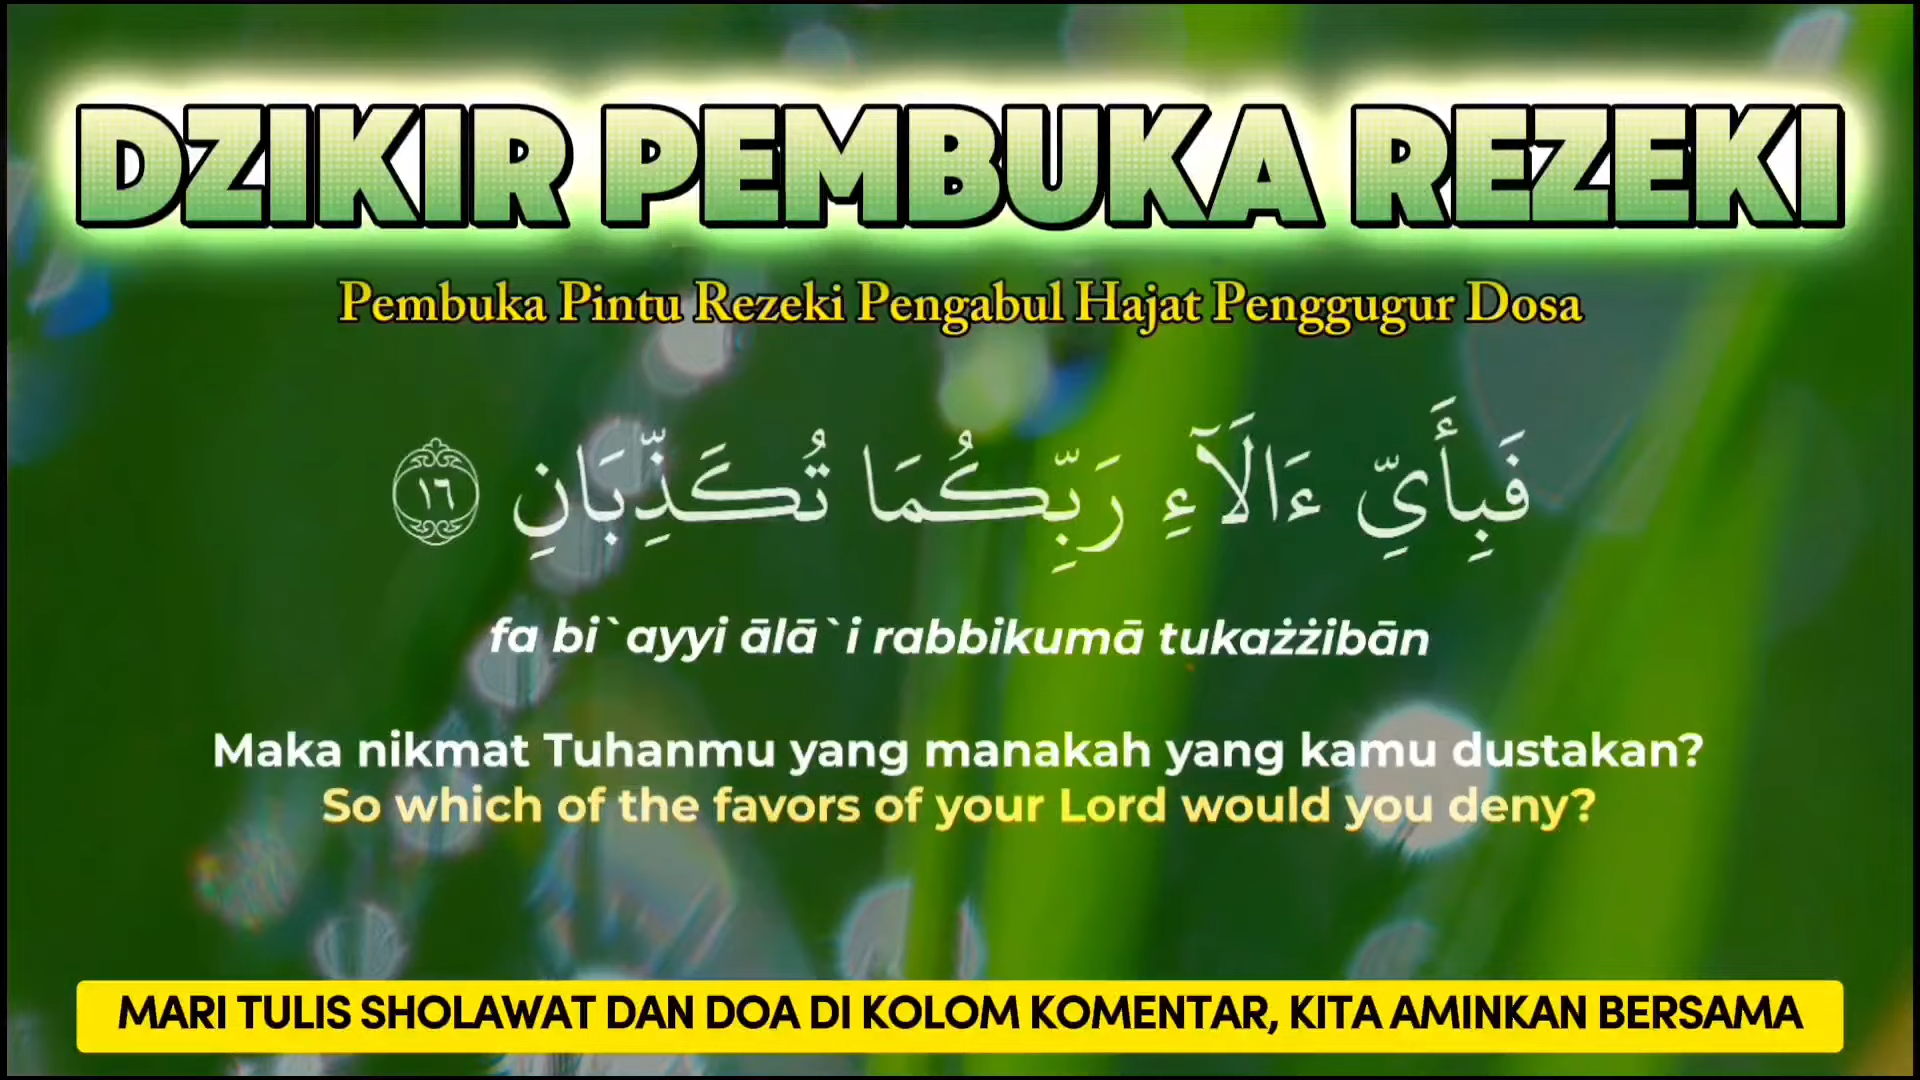 DZIKIR PEMBUKA REZEKI
Pembuka Pintu Rezeki Pengabul Hajat Penggugur Dosa
فَبِأَيِّ ءَالَآءِ رَبِّكُمَا تُكَذِّبَانِ ١٦
fa bi`ayyi ālā`i rabbikumā tukażżibān
Maka nikmat Tuhanmu yang manakah yang kamu dustakan?
So which of the favors of your Lord would you deny?
MARI TULIS SHOLAWAT DAN DOA DI KOLOM KOMENTAR, KITA AMINKAN BERSAMA